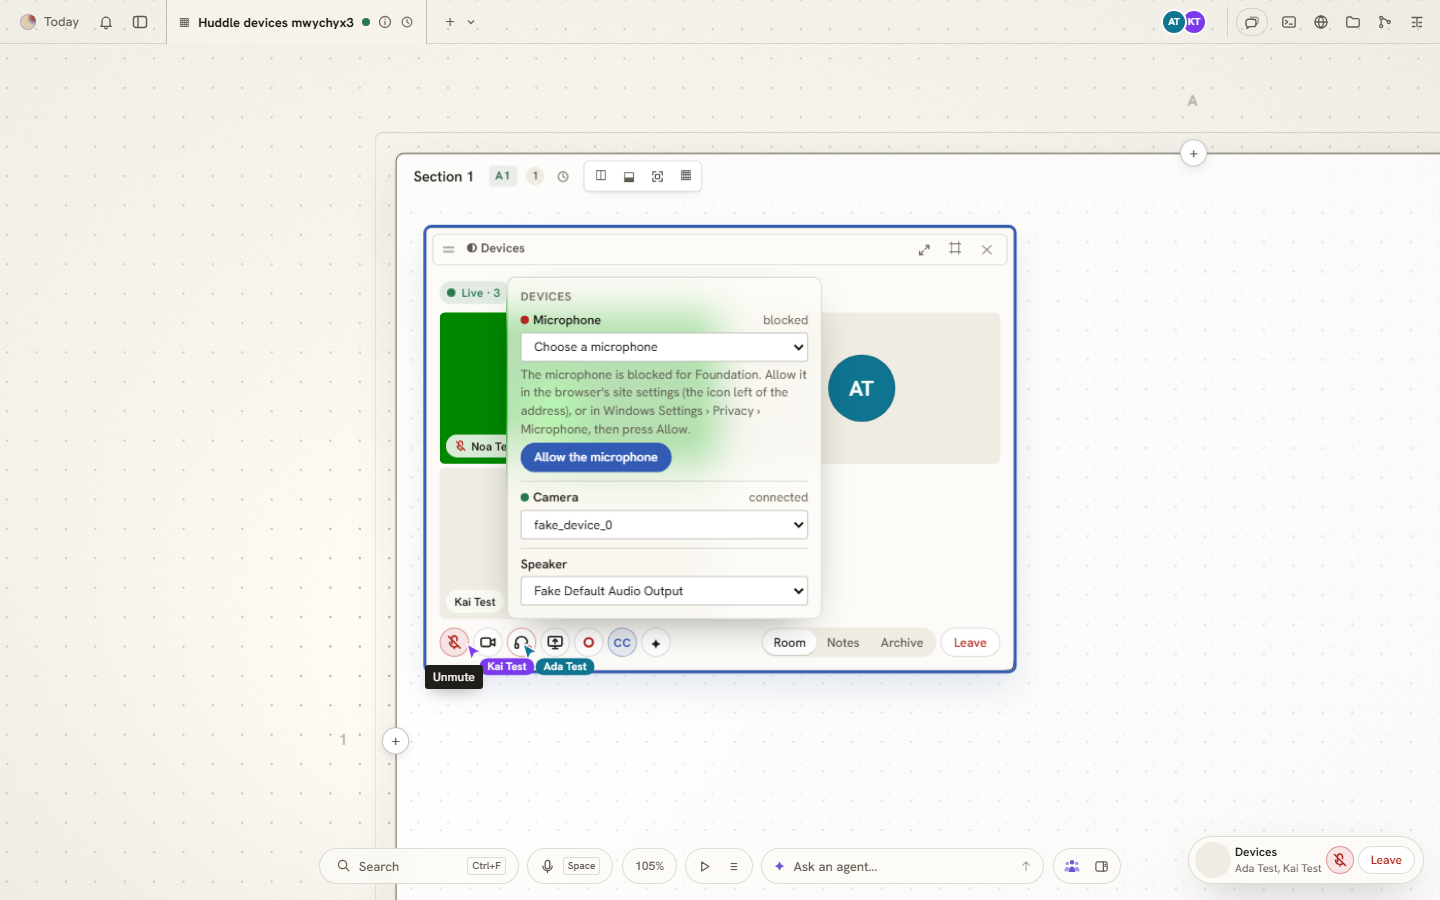 Today
Huddle devices mwychyx3
AT
KT
A
Section 1
A1
1
Devices
Live · 3
DEVICES
Microphone
blocked
Choose a microphone
The microphone is blocked for Foundation. Allow it
in the browser's site settings (the icon left of the
address), or in Windows Settings › Privacy ›
Microphone, then press Allow.
Allow the microphone
AT
Noa Te
Camera
connected
fake_device_0
Speaker
Fake Default Audio Output
Kai Test
CC
Room
Notes
Archive
Leave
Kai Test
Ada Test
Unmute
1
Search
Ctrl+F
Space
105%
Ask an agent...
Devices
Ada Test, Kai Test
Leave